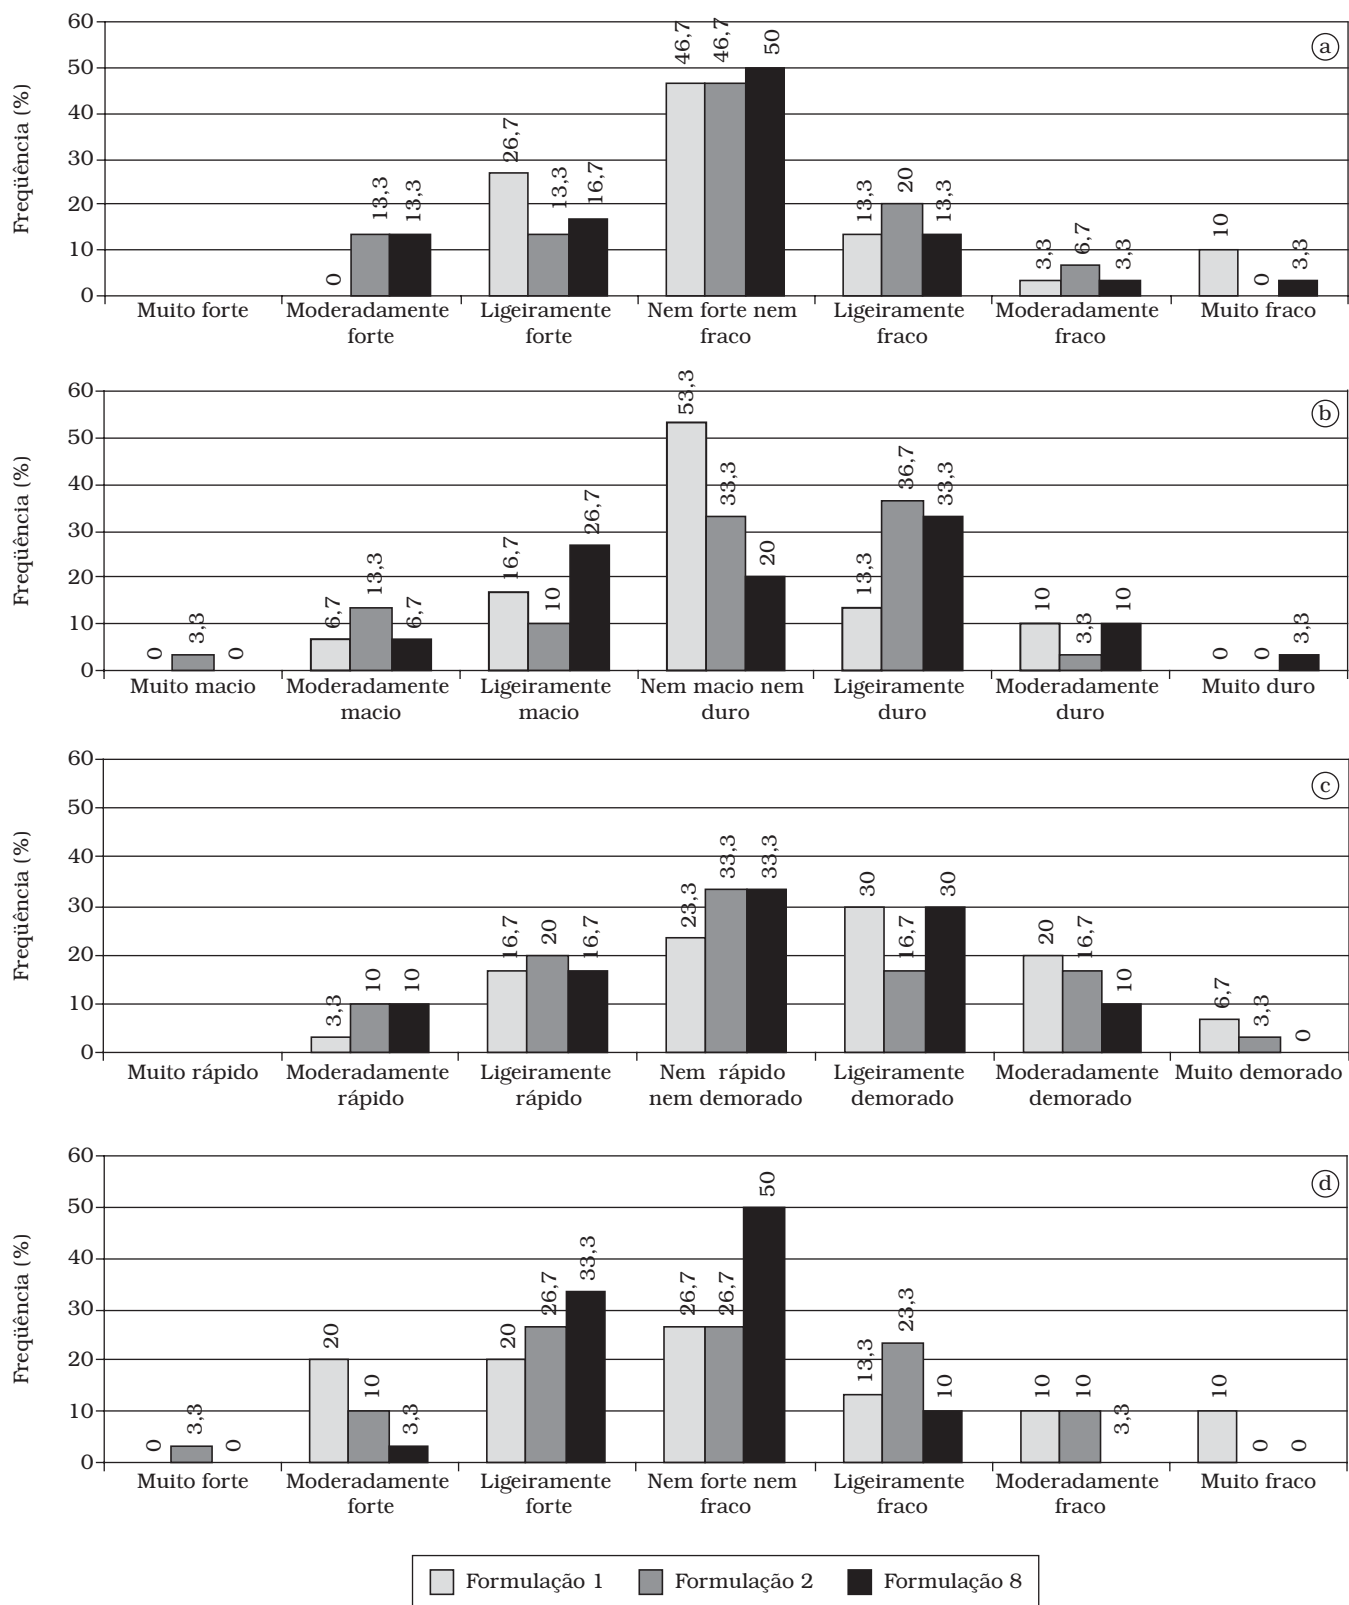 Freqüência (%)
60
50
40
30
20
10
0
a
0 13,3 13,3
26,7 13,3 16,7
46,7 46,7 50
13,3 20 13,3
3,3 6,7 3,3
10 0 3,3
Muito forte Moderadamente Ligeiramente Nem forte nem Ligeiramente Moderadamente Muito fraco
forte forte fraco fraco fraco
Freqüência (%)
60
50
40
30
20
10
0
b
0 3,3 0
6,7 13,3 6,7
16,7 10 26,7
53,3 33,3 20
13,3 36,7 33,3
10 3,3 10
0 0 3,3
Muito macio Moderadamente Ligeiramente Nem macio nem Ligeiramente Moderadamente Muito duro
macio macio duro duro duro
Freqüência (%)
60
50
40
30
20
10
0
c
3,3 10 10
16,7 20 16,7
23,3 33,3 33,3
30 16,7 30
20 16,7 10
6,7 3,3 0
Muito rápido Moderadamente Ligeiramente Nem rápido Ligeiramente Moderadamente Muito demorado
rápido rápido nem demorado demorado demorado
Freqüência (%)
60
50
40
30
20
10
0
d
0 3,3 0
20 10 3,3
20 26,7 33,3
26,7 26,7 50
13,3 23,3 10
10 10 3,3
10 0 0
Muito forte Moderadamente Ligeiramente Nem forte nem Ligeiramente Moderadamente Muito fraco
forte forte fraco fraco fraco
Formulação 1 Formulação 2 Formulação 8